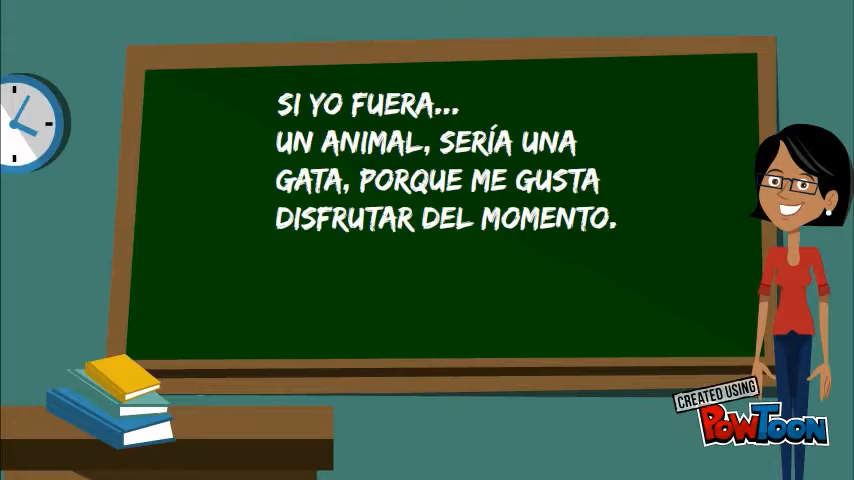 SI YO FUERA...
UN ANIMAL, SERÍA UNA
GATA, PORQUE ME GUSTA
DISFRUTAR DEL MOMENTO.
CREATED USING
POWTOON